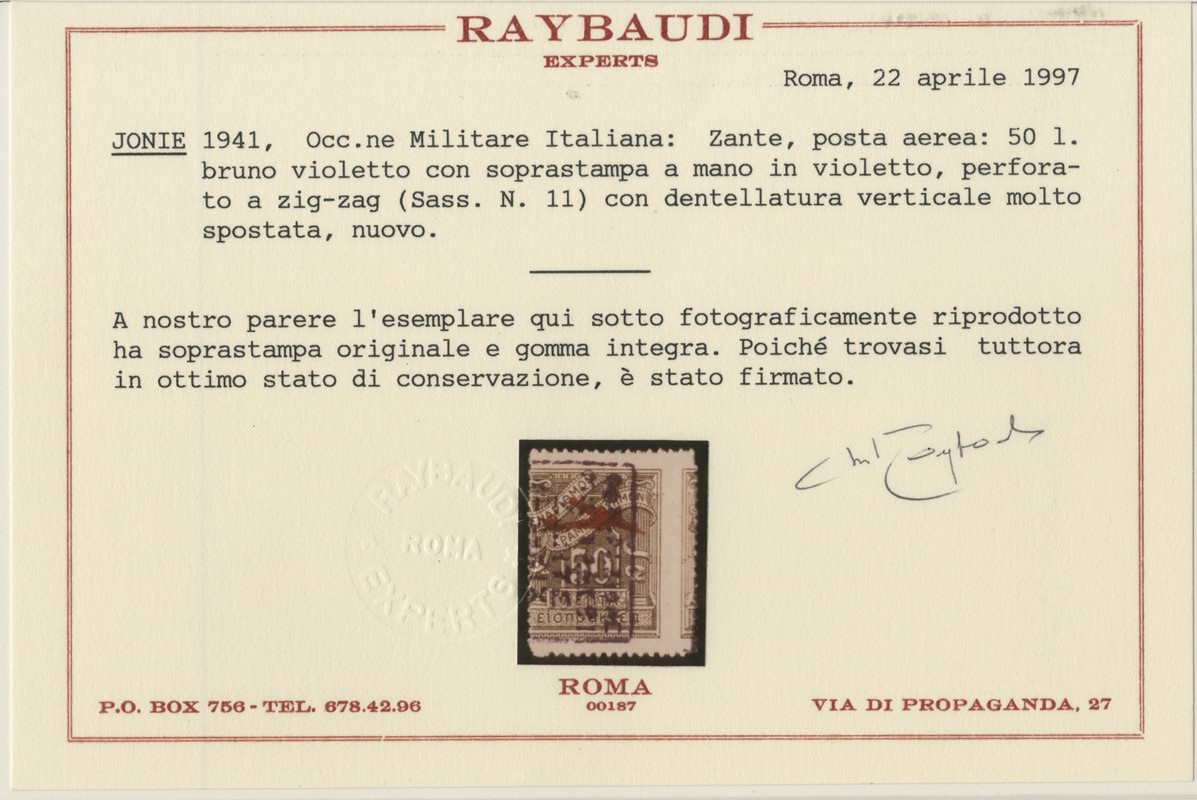 RAYBAUDI
EXPERTS
Roma, 22 aprile 1997
JONIE 1941,  Occ.ne Militare Italiana:  Zante, posta aerea: 50 l.
bruno violetto con soprastampa a mano in violetto, perfora-
to a zig-zag (Sass. N. 11) con dentellatura verticale molto
spostata, nuovo.
A nostro parere l'esemplare qui sotto fotograficamente riprodotto
ha soprastampa originale e gomma integra. Poiché trovasi  tuttora
in ottimo stato di conservazione, è stato firmato.
RAYBAUDI
ROMA
EXPERTS
50
ROMA
00187
P.O. BOX 756 - TEL. 678.42.96
VIA DI PROPAGANDA, 27